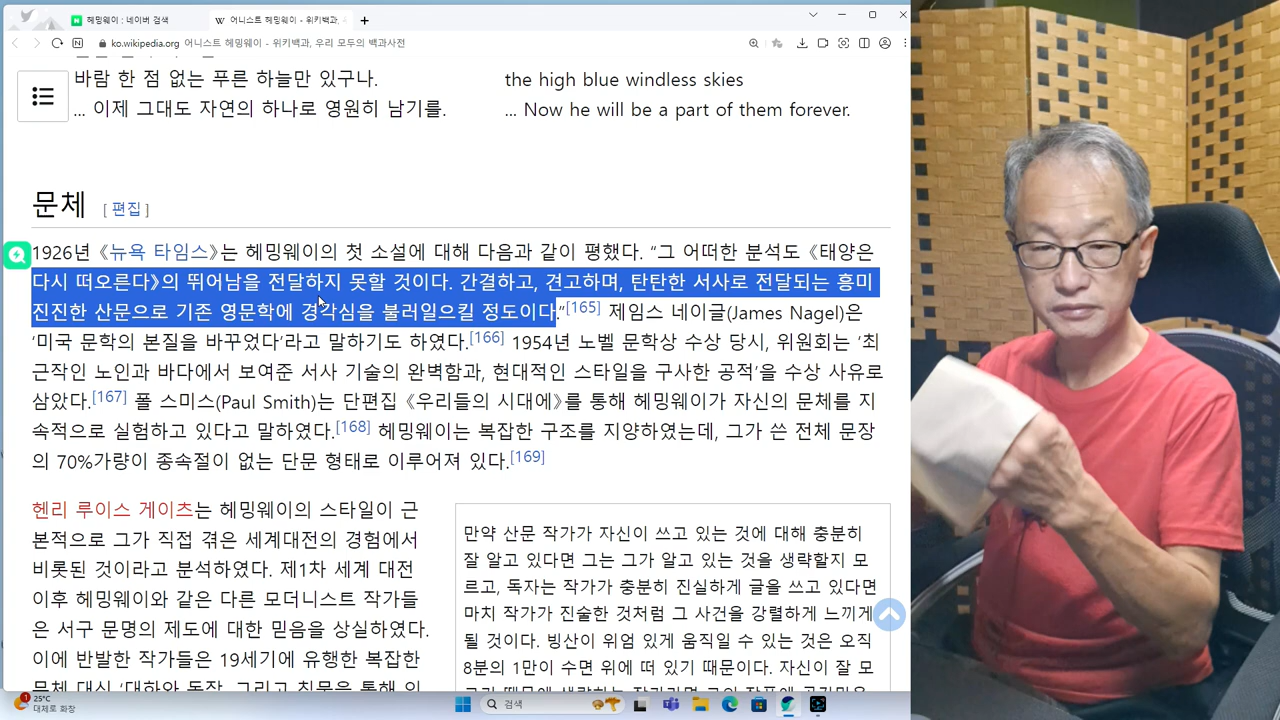 헤밍웨이 : 네이버 검색
어니스트 헤밍웨이 - 위키백과,
ko.wikipedia.org 어니스트 헤밍웨이 - 위키백과, 우리 모두의 백과사전
바람 한 점 없는 푸른 하늘만 있구나.
... 이제 그대도 자연의 하나로 영원히 남기를.
the high blue windless skies
... Now he will be a part of them forever.
문체 [ 편집 ]
1926년 《뉴욕 타임스》는 헤밍웨이의 첫 소설에 대해 다음과 같이 평했다. “그 어떠한 분석도 《태양은
다시 떠오른다》의 뛰어남을 전달하지 못할 것이다. 간결하고, 견고하며, 탄탄한 서사로 전달되는 흥미
진진한 산문으로 기존 영문학에 경각심을 불러일으킬 정도이다.“[165] 제임스 네이글(James Nagel)은
‘미국 문학의 본질을 바꾸었다’라고 말하기도 하였다.[166] 1954년 노벨 문학상 수상 당시, 위원회는 ‘최
근작인 노인과 바다에서 보여준 서사 기술의 완벽함과, 현대적인 스타일을 구사한 공적’을 수상 사유로
삼았다.[167] 폴 스미스(Paul Smith)는 단편집 《우리들의 시대에》를 통해 헤밍웨이가 자신의 문체를 지
속적으로 실험하고 있다고 말하였다.[168] 헤밍웨이는 복잡한 구조를 지양하였는데, 그가 쓴 전체 문장
의 70%가량이 종속절이 없는 단문 형태로 이루어져 있다.[169]
헨리 루이스 게이츠는 헤밍웨이의 스타일이 근
본적으로 그가 직접 겪은 세계대전의 경험에서
비롯된 것이라고 분석하였다. 제1차 세계 대전
이후 헤밍웨이와 같은 다른 모더니스트 작가들
은 서구 문명의 제도에 대한 믿음을 상실하였다.
이에 반발한 작가들은 19세기에 유행한 복잡한
문체 대신 ‘대화와 동작, 그리고 침묵을 통해 의
만약 산문 작가가 자신이 쓰고 있는 것에 대해 충분히
잘 알고 있다면 그는 그가 알고 있는 것을 생략할지 모
르고, 독자는 작가가 충분히 진실하게 글을 쓰고 있다면
마치 작가가 진술한 것처럼 그 사건을 강렬하게 느끼게
될 것이다. 빙산이 위엄 있게 움직일 수 있는 것은 오직
8분의 1만이 수면 위에 떠 있기 때문이다. 자신이 잘 모
1
25°C
대체로 화창
검색